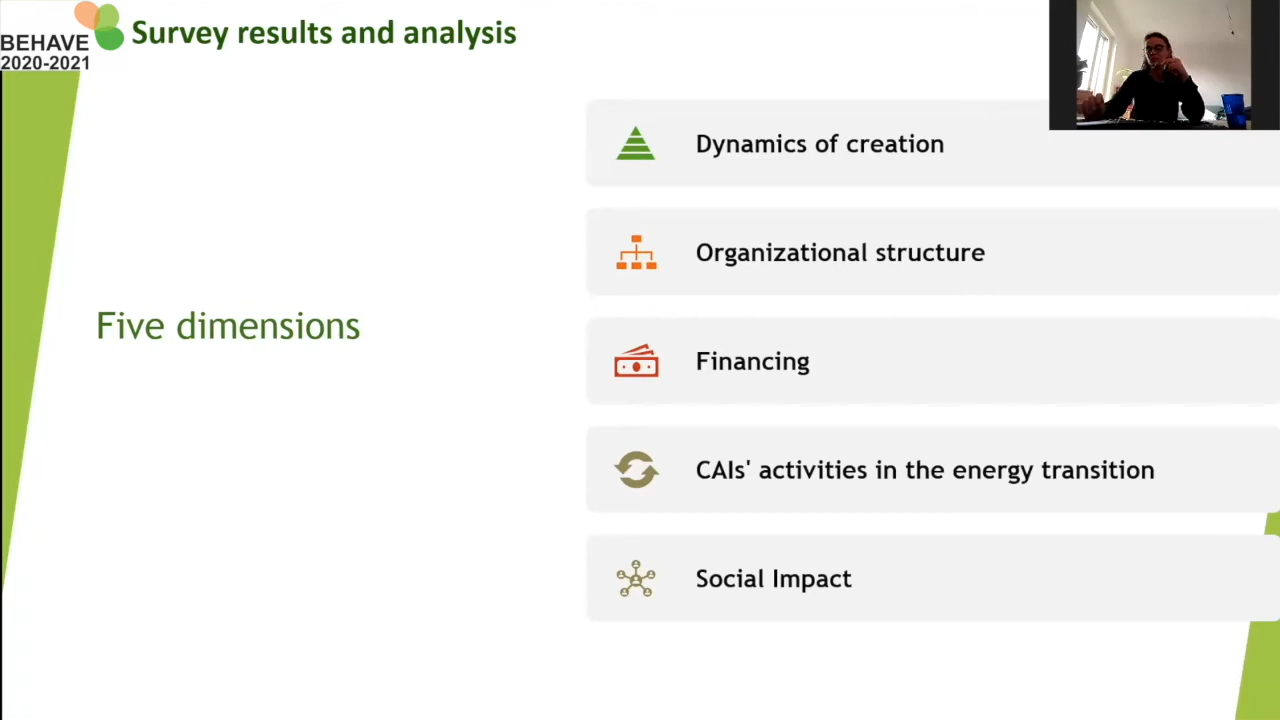 BEHAVE
2020-2021
Survey results and analysis
Five dimensions
Dynamics of creation
Organizational structure
Financing
CAIs' activities in the energy transition
Social Impact